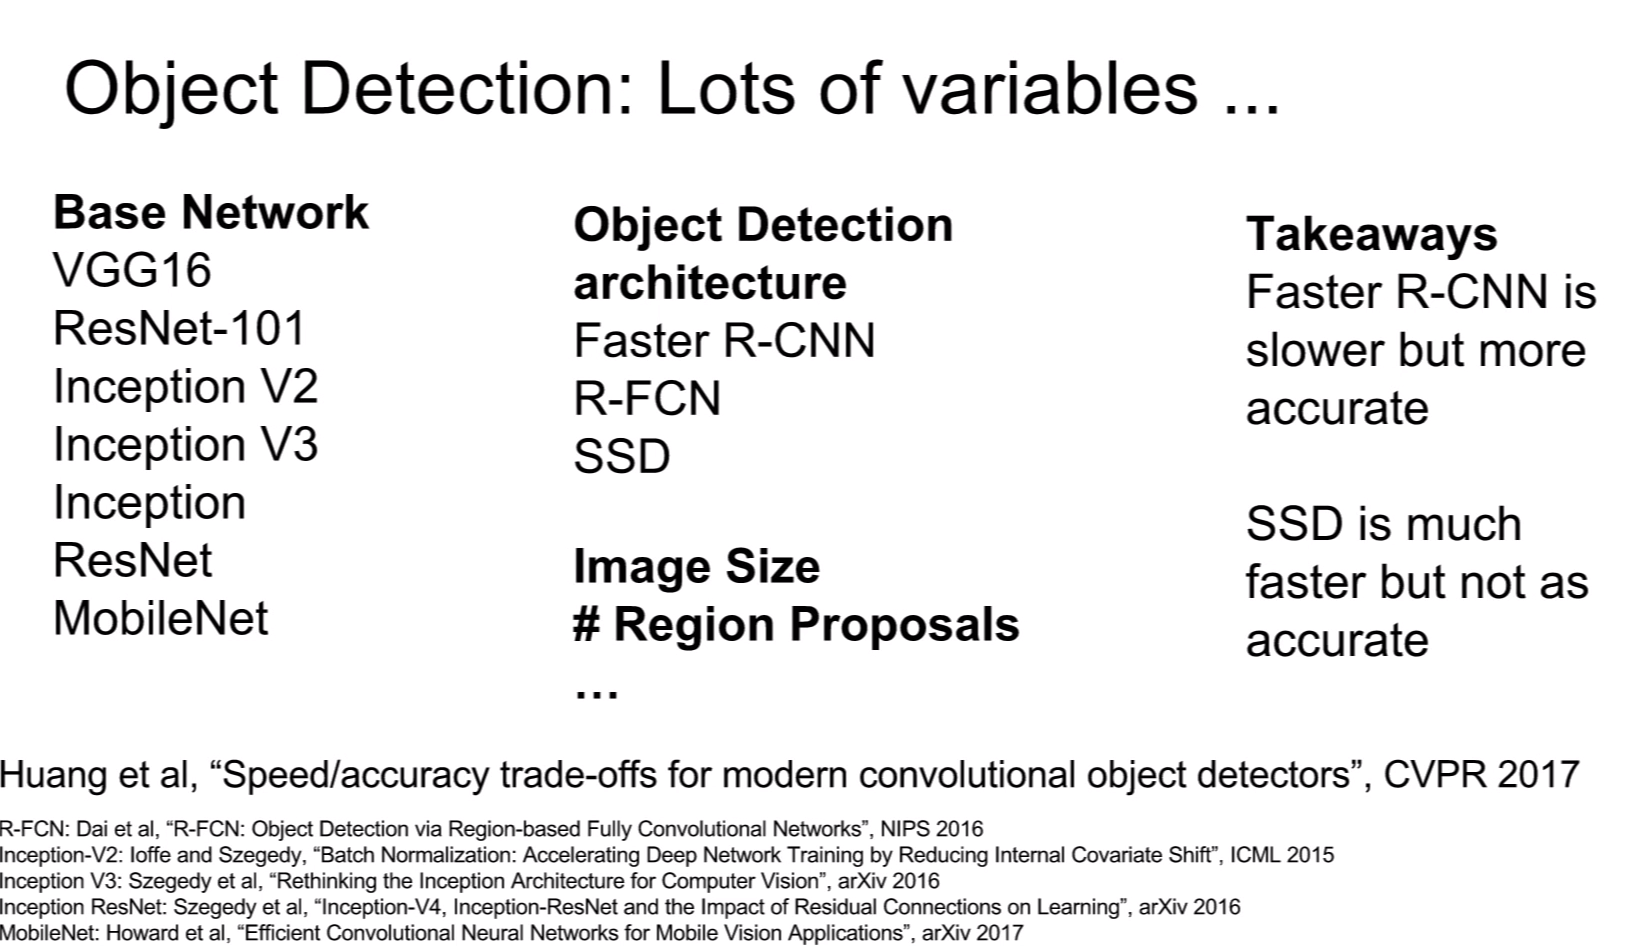 Object Detection: Lots of variables ...
Base Network
VGG16
ResNet-101
Inception V2
Inception V3
Inception
ResNet
MobileNet
Object Detection
architecture
Faster R-CNN
R-FCN
SSD
Image Size
# Region Proposals
…
Takeaways
Faster R-CNN is
slower but more
accurate
SSD is much
faster but not as
accurate
Huang et al, “Speed/accuracy trade-offs for modern convolutional object detectors”, CVPR 2017
R-FCN: Dai et al, “R-FCN: Object Detection via Region-based Fully Convolutional Networks”, NIPS 2016
Inception-V2: Ioffe and Szegedy, “Batch Normalization: Accelerating Deep Network Training by Reducing Internal Covariate Shift”, ICML 2015
Inception V3: Szegedy et al, “Rethinking the Inception Architecture for Computer Vision”, arXiv 2016
Inception ResNet: Szegedy et al, “Inception-V4, Inception-ResNet and the Impact of Residual Connections on Learning”, arXiv 2016
MobileNet: Howard et al, “Efficient Convolutional Neural Networks for Mobile Vision Applications”, arXiv 2017